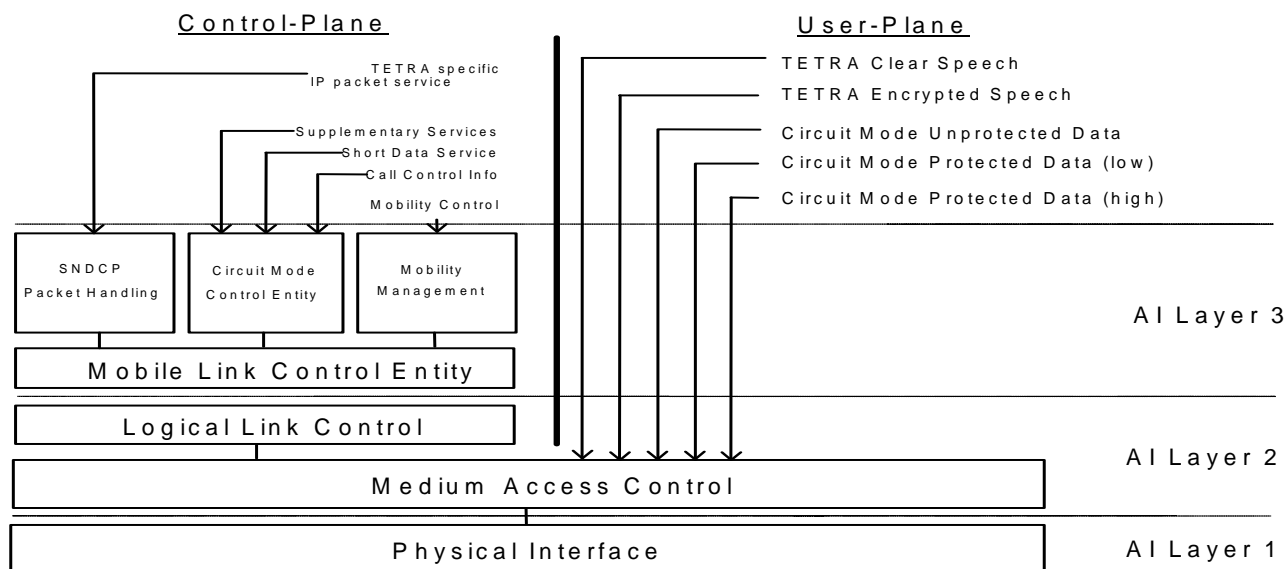 Control-Plane
User-Plane
TETRA specific
IP packet service
Supplementary Services
Short Data Service
Call Control Info
Mobility Control
TETRA Clear Speech
TETRA Encrypted Speech
Circuit Mode Unprotected Data
Circuit Mode Protected Data (low)
Circuit Mode Protected Data (high)
SNDCP
Packet Handling
Circuit Mode
Control Entity
Mobility
Management
AI Layer 3
Mobile Link Control Entity
Logical Link Control
AI Layer 2
Medium Access Control
Physical Interface
AI Layer 1